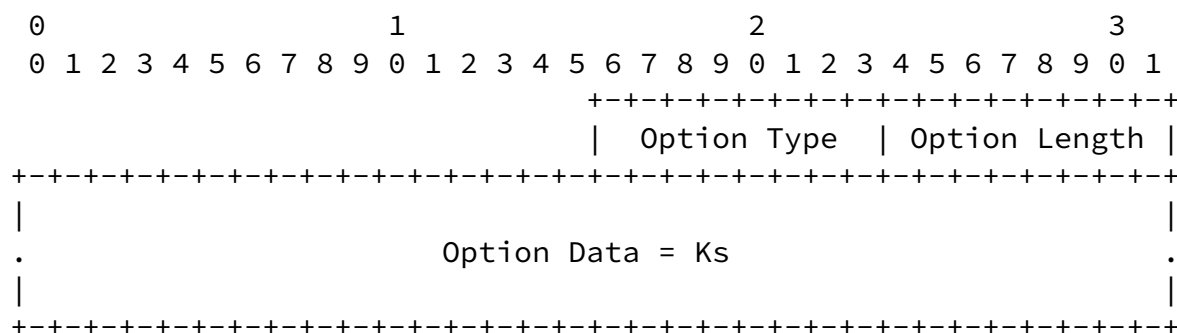 0                   1                   2                   3
 0 1 2 3 4 5 6 7 8 9 0 1 2 3 4 5 6 7 8 9 0 1 2 3 4 5 6 7 8 9 0 1
                                +-+-+-+-+-+-+-+-+-+-+-+-+-+-+-+-+
                                |  Option Type  | Option Length |
+-+-+-+-+-+-+-+-+-+-+-+-+-+-+-+-+-+-+-+-+-+-+-+-+-+-+-+-+-+-+-+-+
|                                                               |
.                       Option Data = Ks                        .
|                                                               |
+-+-+-+-+-+-+-+-+-+-+-+-+-+-+-+-+-+-+-+-+-+-+-+-+-+-+-+-+-+-+-+-+